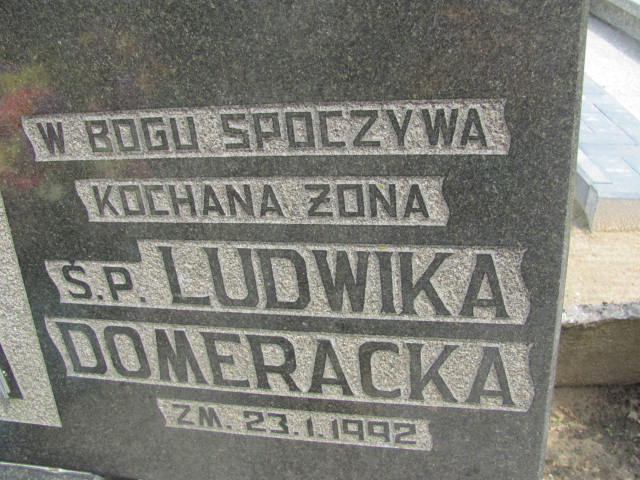 W BOGU SPOCZYWA
KOCHANA ŻONA
Ś.P. LUDWIKA
DOMERACKA
ZM. 23.1.1992